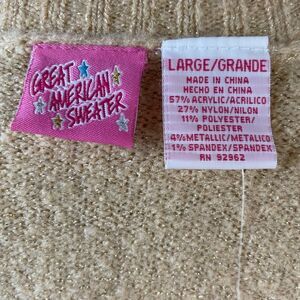 GREAT
AMERICAN
SWEATER
LARGE/GRANDE
MADE IN CHINA
HECHO EN CHINA
57% ACRYLIC/ACRILICO
27% NYLON/NILON
11% POLYESTER/
POLIESTER
4% METALLIC/METALICO
1% SPANDEX/SPANDEX
RN 92962